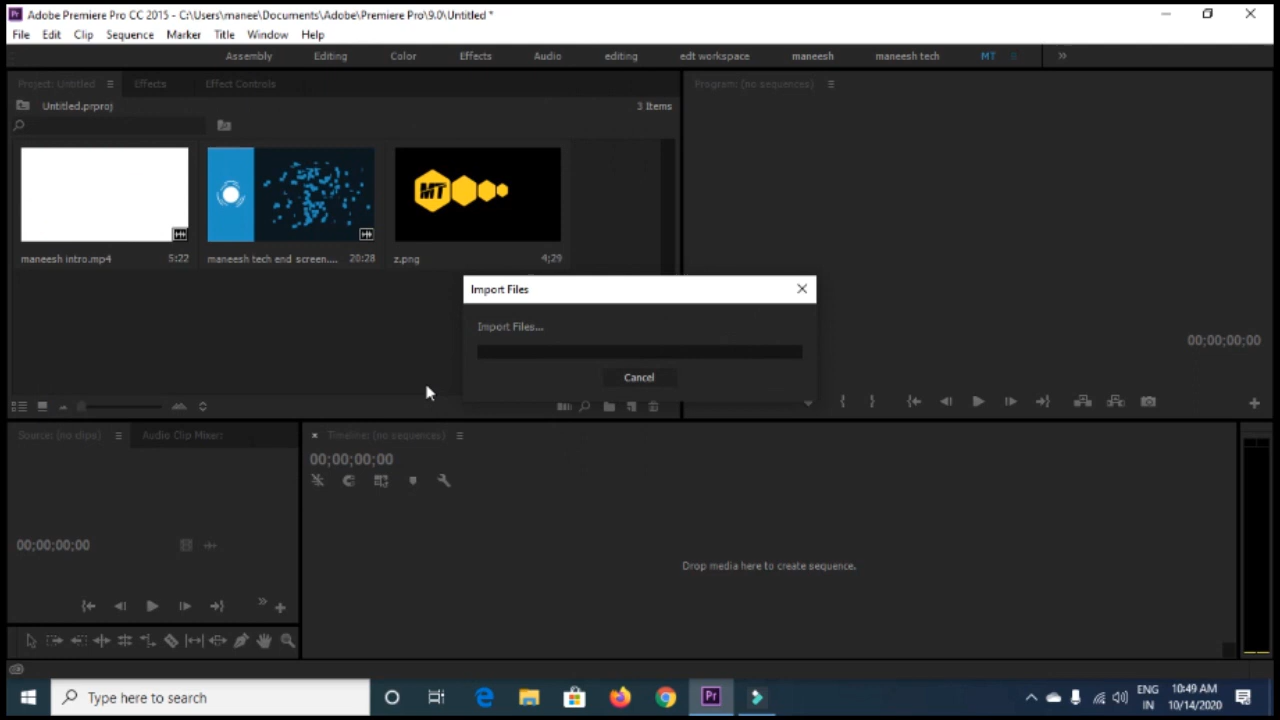 Pr Adobe Premiere Pro CC 2015 - C:\Users\manee\Documents\Adobe\Premiere Pro\9.0\Untitled *
File Edit Clip Sequence Marker Title Window Help
Assembly Editing Color Effects Audio editing edt workspace maneesh maneesh tech MT
Project: Untitled Effects Effect Controls Program: (no sequences)
Untitled.prproj 3 Items
MT
maneesh intro.mp4 5:22 maneesh tech end screen.... 20:28 z.png 4;29
Import Files
Import Files...
Cancel
00;00;00;00
Source: (no clips) Audio Clip Mixer: Timeline: (no sequences)
00;00;00;00
00;00;00;00
Drop media here to create sequence.
Type here to search Pr ENG 10:49 AM
IN 10/14/2020